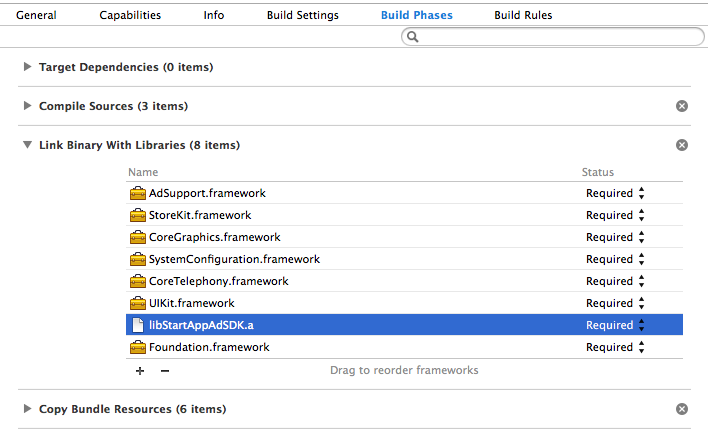 General Capabilities Info Build Settings Build Phases Build Rules
Target Dependencies (0 items)
Compile Sources (3 items)
Link Binary With Libraries (8 items)
Name Status
AdSupport.framework Required
StoreKit.framework Required
CoreGraphics.framework Required
SystemConfiguration.framework Required
CoreTelephony.framework Required
UIKit.framework Required
libStartAppAdSDK.a Required
Foundation.framework Required
+ − Drag to reorder frameworks
Copy Bundle Resources (6 items)